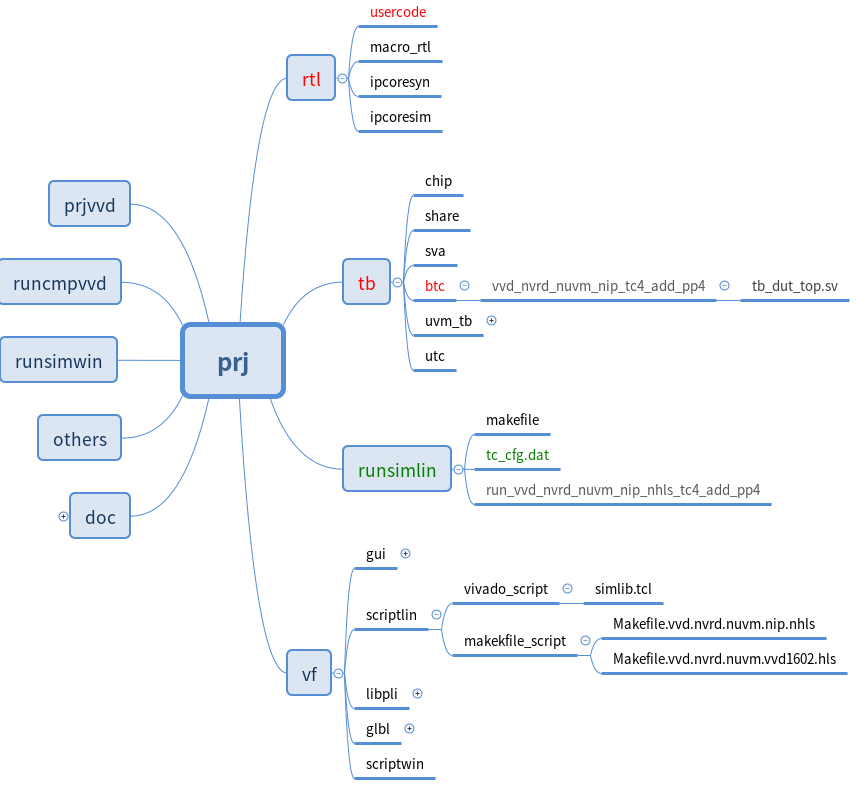 usercode
macro_rtl
rtl
ipcoresyn
ipcoresim
chip
prjvvd
share
sva
runcmpvvd
tb
btc
vvd_nvrd_nuvm_nip_tc4_add_pp4
tb_dut_top.sv
uvm_tb
utc
runsimwin
prj
makefile
others
tc_cfg.dat
runsimlin
run_vvd_nvrd_nuvm_nip_nhls_tc4_add_pp4
doc
gui
vivado_script
simlib.tcl
scriptlin
Makefile.vvd.nvrd.nuvm.nip.nhls
makekfile_script
Makefile.vvd.nvrd.nuvm.vvd1602.hls
vf
libpli
glbl
scriptwin